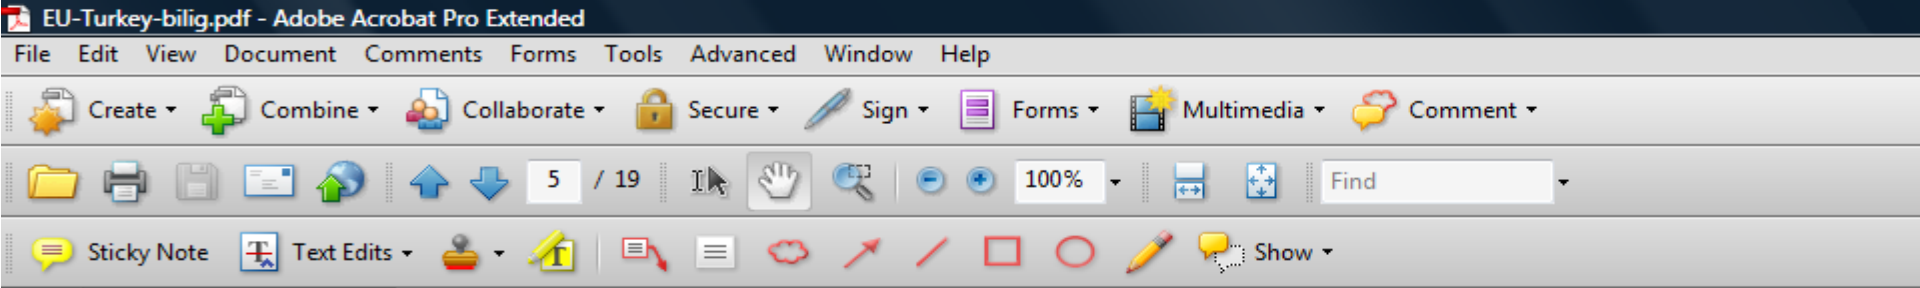 EU-Turkey-bilig.pdf - Adobe Acrobat Pro Extended
File Edit View Document Comments Forms Tools Advanced Window Help
Create Combine Collaborate Secure Sign Forms Multimedia Comment
5 / 19 100% Find
Sticky Note Text Edits Show